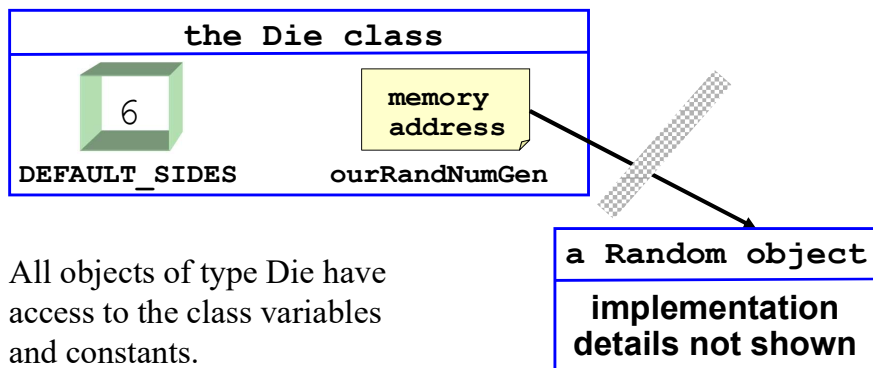 the Die class
6
memory
address
DEFAULT_SIDES
ourRandNumGen
a Random object
implementation
details not shown
All objects of type Die have
access to the class variables
and constants.